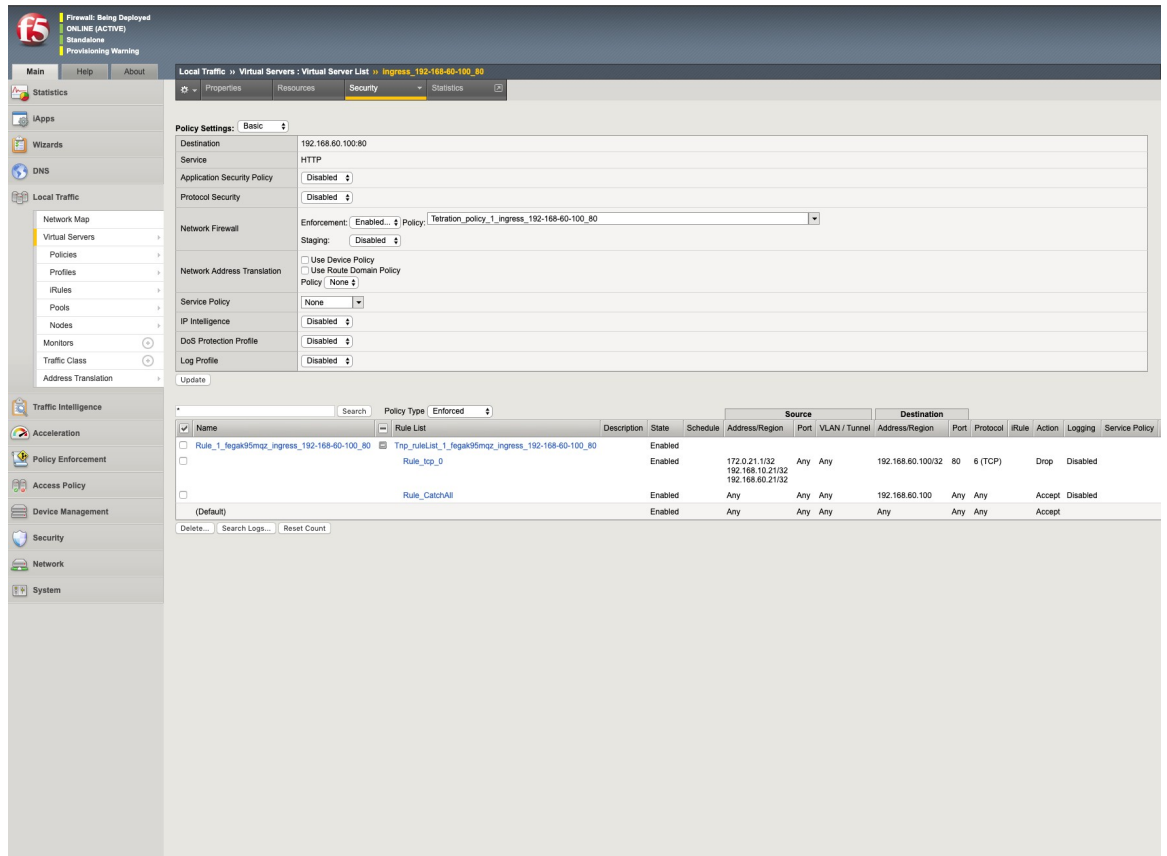 f5
Firewall: Being Deployed
ONLINE (ACTIVE)
Standalone
Provisioning Warning
Main Help About
Local Traffic ›› Virtual Servers : Virtual Server List ›› ingress_192-168-60-100_80
Properties Resources Security Statistics
Statistics
iApps
Wizards
DNS
Local Traffic
Network Map
Virtual Servers
Policies
Profiles
iRules
Pools
Nodes
Monitors
Traffic Class
Address Translation
Traffic Intelligence
Acceleration
Policy Enforcement
Access Policy
Device Management
Security
Network
System
Policy Settings: Basic
Destination 192.168.60.100:80
Service HTTP
Application Security Policy Disabled
Protocol Security Disabled
Network Firewall Enforcement: Enabled... Policy: Tetration_policy_1_ingress_192-168-60-100_80
Staging: Disabled
Network Address Translation Use Device Policy
Use Route Domain Policy
Policy None
Service Policy None
IP Intelligence Disabled
DoS Protection Profile Disabled
Log Profile Disabled
Update
* Search Policy Type Enforced
Source Destination
Name Rule List Description State Schedule Address/Region Port VLAN / Tunnel Address/Region Port Protocol iRule Action Logging Service Policy
Rule_1_fegak95mqz_ingress_192-168-60-100_80 Tnp_ruleList_1_fegak95mqz_ingress_192-168-60-100_80 Enabled
Rule_tcp_0 Enabled 172.0.21.1/32 Any Any 192.168.60.100/32 80 6 (TCP) Drop Disabled
192.168.10.21/32
192.168.60.21/32
Rule_CatchAll Enabled Any Any Any 192.168.60.100 Any Any Accept Disabled
(Default) Enabled Any Any Any Any Any Any Accept
Delete... Search Logs... Reset Count